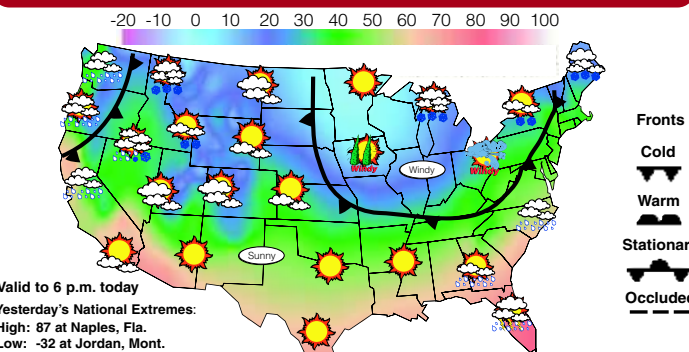 -20 -10 0 10 20 30 40 50 60 70 80 90 100
Windy
Windy
Windy
Sunny
Fronts
Cold
Warm
Stationar
Occluded
Valid to 6 p.m. today
Yesterday's National Extremes:
High: 87 at Naples, Fla.
Low: -32 at Jordan, Mont.